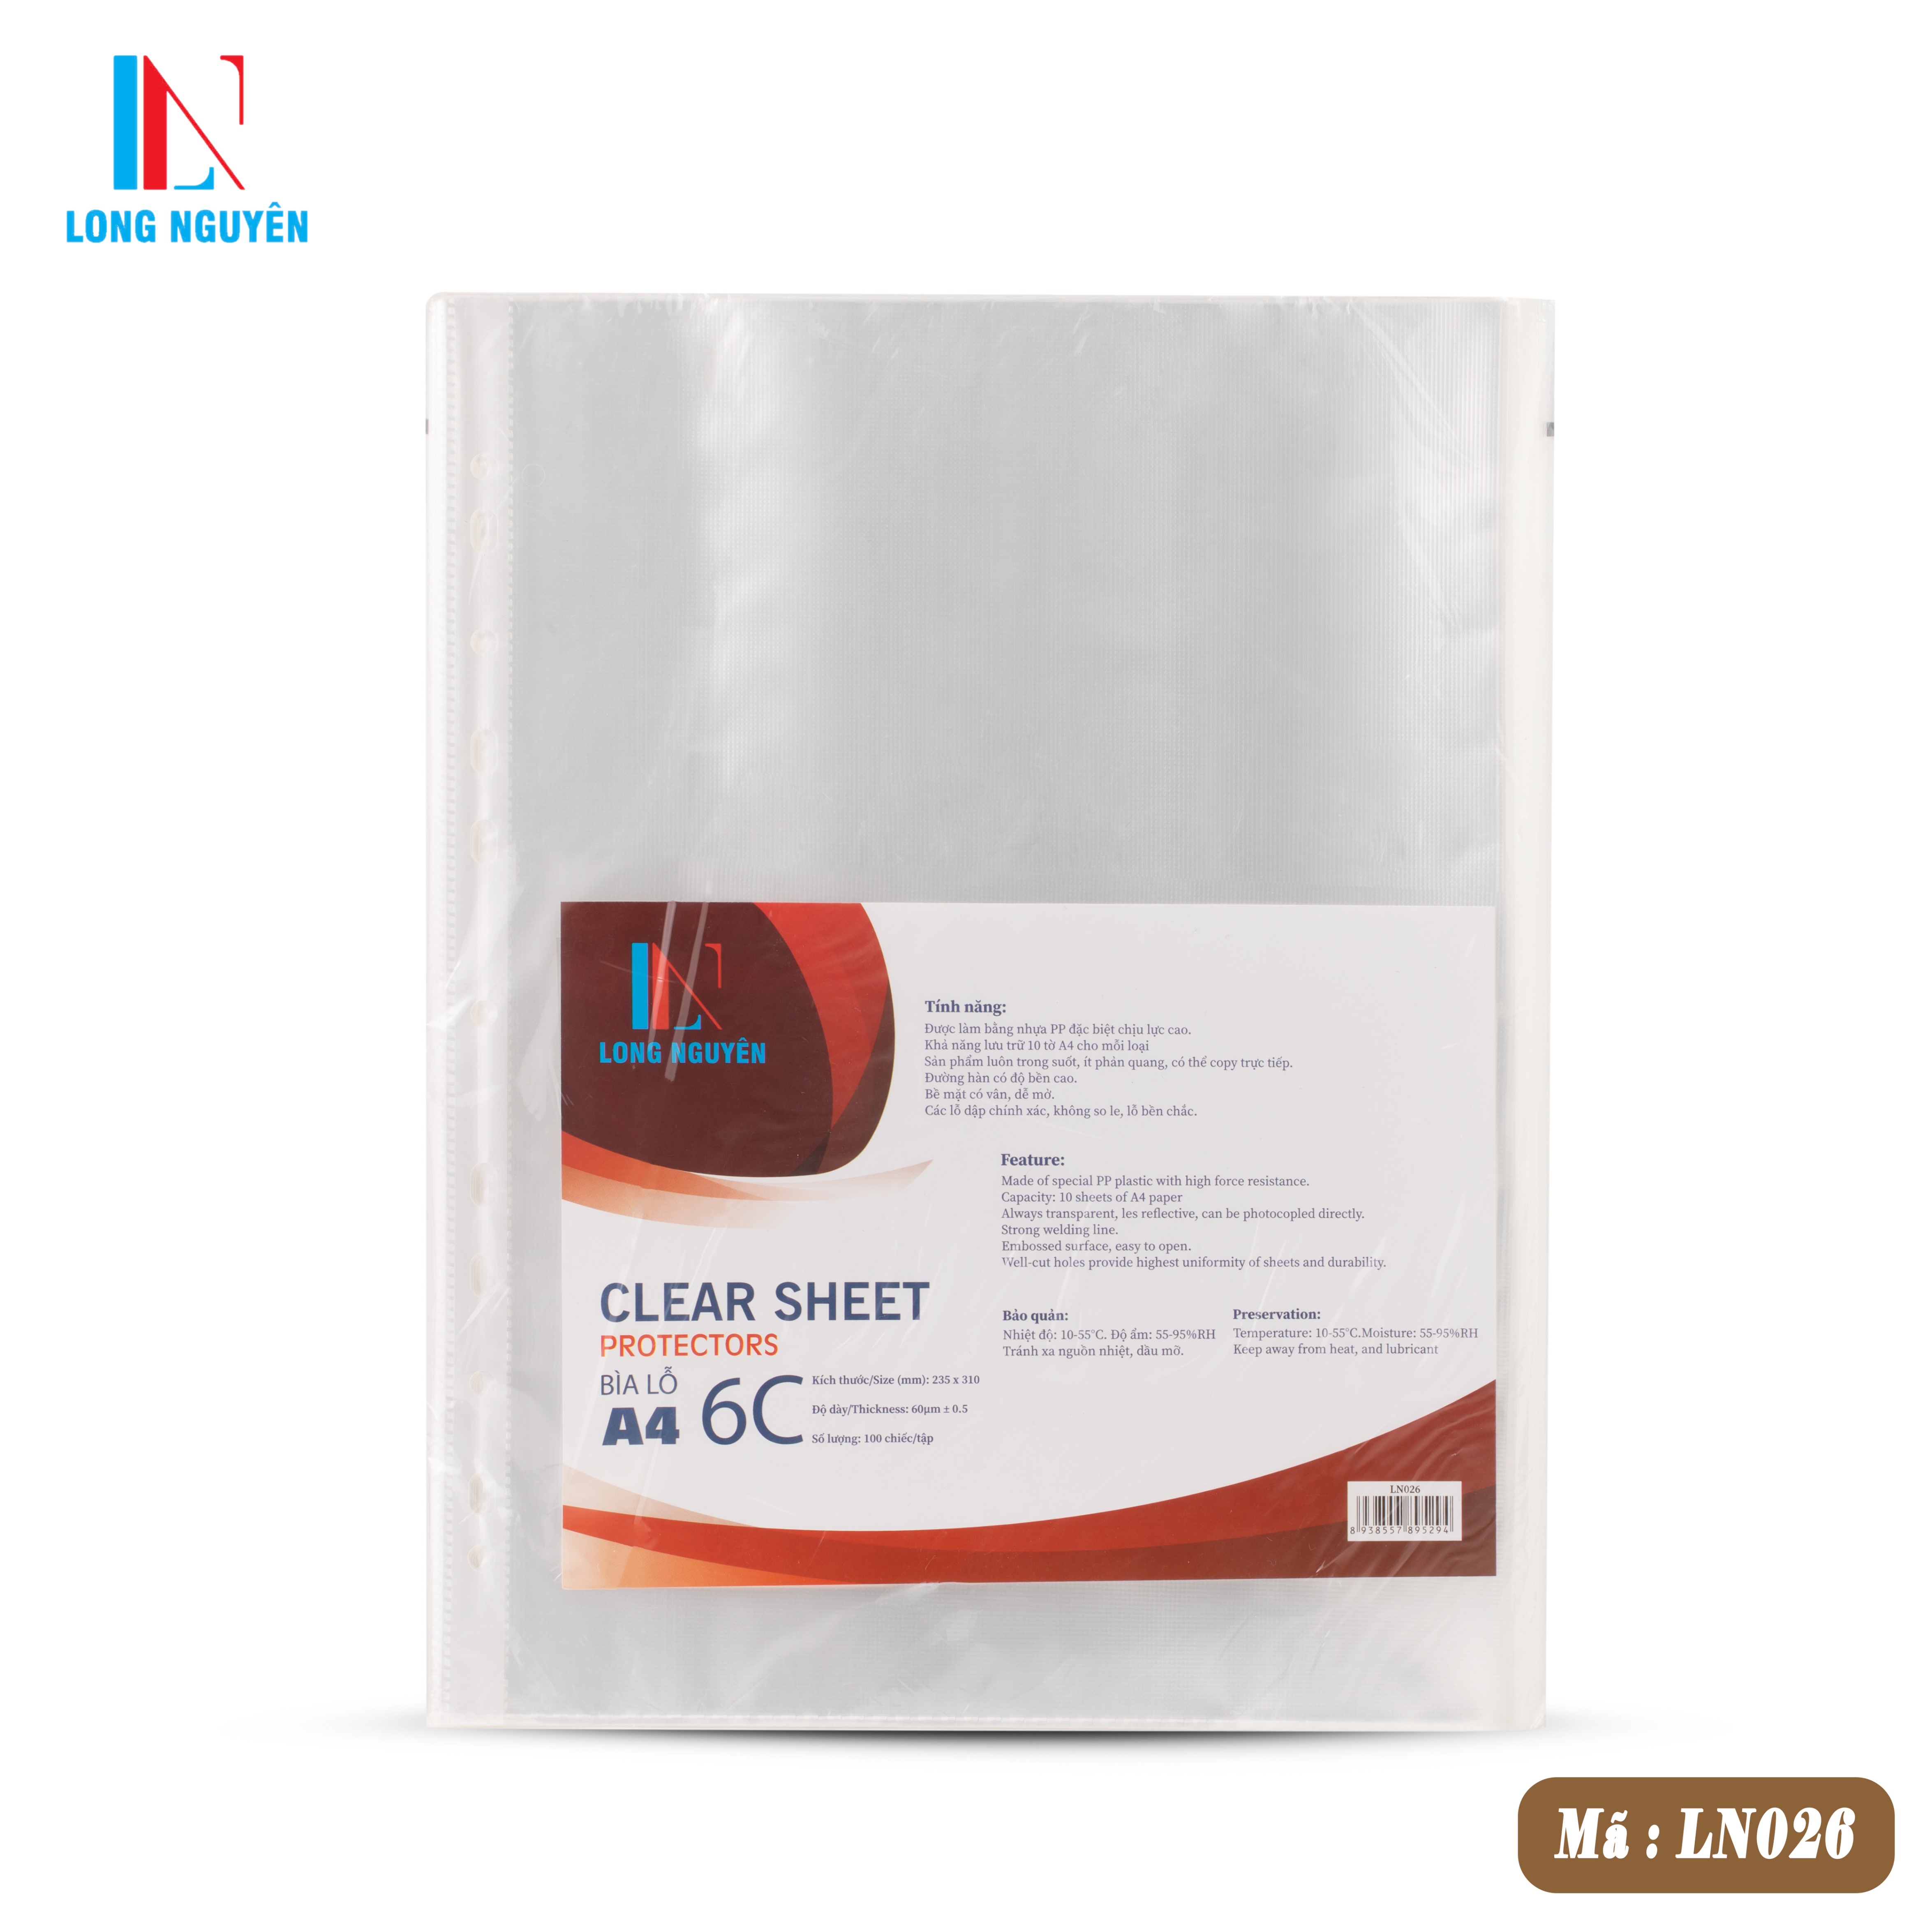 LONG NGUYÊN
LONG NGUYÊN
Tính năng:
Được làm bằng nhựa PP đặc biệt chịu lực cao.
Khả năng lưu trữ 10 tờ A4 cho mỗi loại
Sản phẩm luôn trong suốt, ít phản quang, có thể copy trực tiếp.
Đường hàn có độ bền cao.
Bề mặt có vân, dễ mở.
Các lỗ dập chính xác, không so le, lỗ bền chắc.
Feature:
Made of special PP plastic with high force resistance.
Capacity: 10 sheets of A4 paper
Always transparent, les reflective, can be photocopled directly.
Strong welding line.
Embossed surface, easy to open.
Well-cut holes provide highest uniformity of sheets and durability.
CLEAR SHEET
PROTECTORS
BÌA LỖ
A4 6C
Kích thước/Size (mm): 235 x 310
Độ dày/Thickness: 60µm ± 0.5
Số lượng: 100 chiếc/tập
Bảo quản:
Nhiệt độ: 10-55°C. Độ ẩm: 55-95%RH
Tránh xa nguồn nhiệt, dầu mỡ.
Preservation:
Temperature: 10-55°C.Moisture: 55-95%RH
Keep away from heat, and lubricant
LN026
8 938557 895294
Mã : LN026